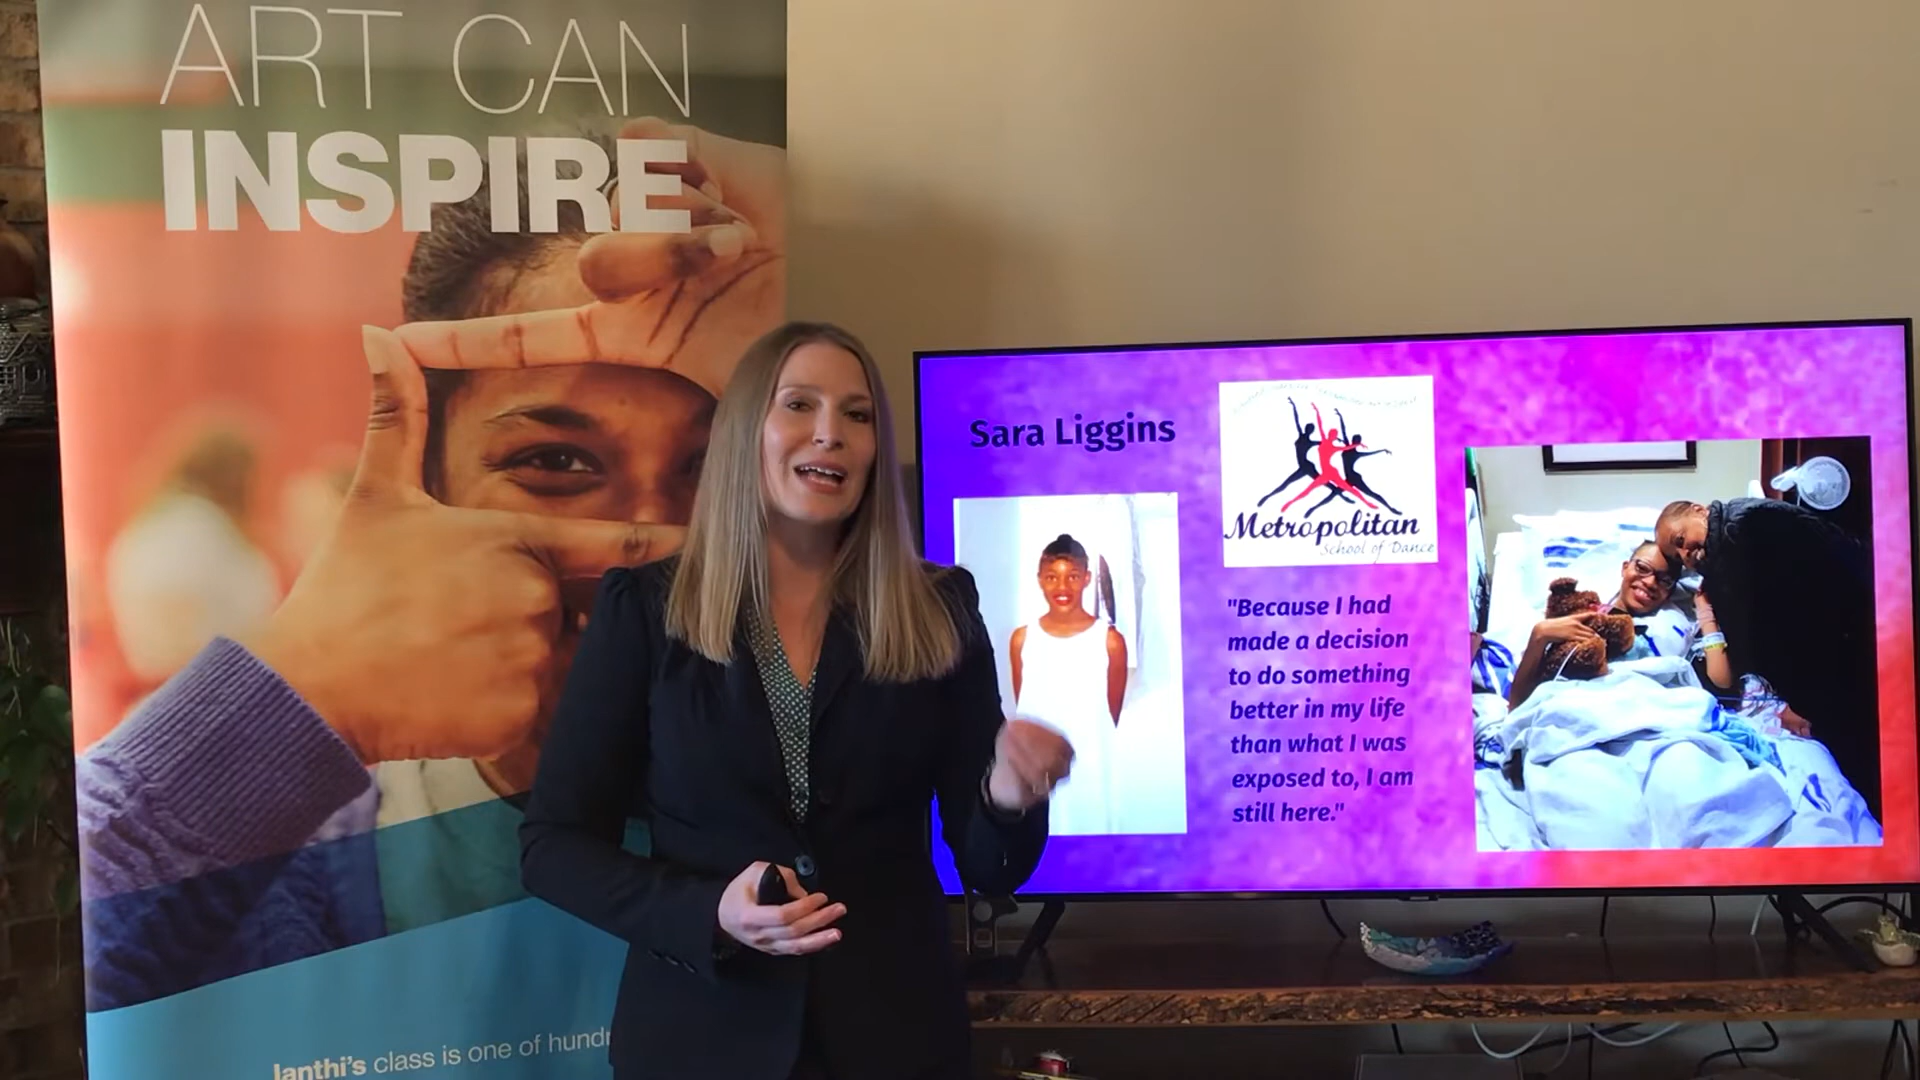 ART CAN
INSPIRE
Ianthi's class is one of hundr
Sara Liggins
Metropolitan
School of Dance
"Because I had
made a decision
to do something
better in my life
than what I was
exposed to, I am
still here."